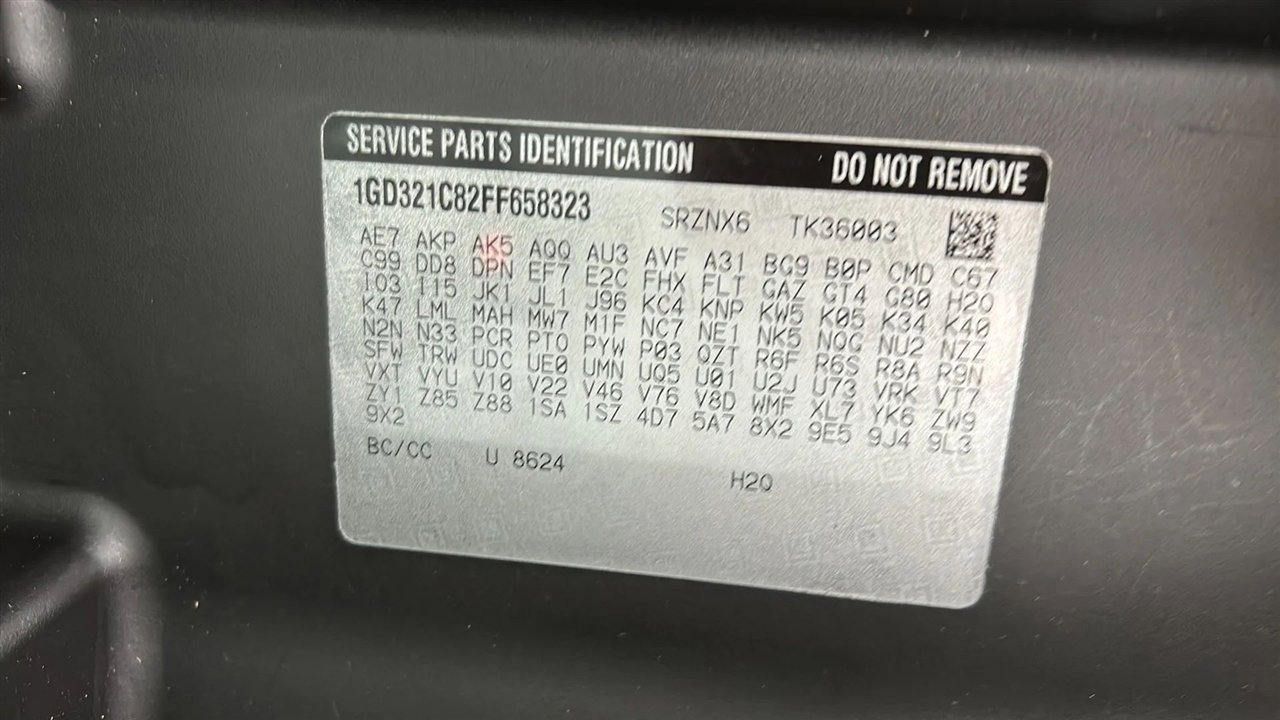 SERVICE PARTS IDENTIFICATION DO NOT REMOVE
1GD321C82FF658323 SRZNX6 TK36003
AE7 AKP AK5 AQQ AU3 AVF A31 BG9 B0P CMD C67
C99 DD8 DPN EF7 E2C FHX FLT GAZ GT4 G80 H2Q
IO3 I15 JK1 JL1 J96 KC4 KNP KW5 K05 K34 K40
K47 LML MAH MW7 M1F NC7 NE1 NK5 NQG NU2 NZZ
N2N N33 PCR PTO PYW P03 QZT R6F R6S R8A R9N
SFW TRW UDC UE0 UMN UQ5 U01 U2J U73 VRK VT7
VXT VYU V10 V22 V46 V76 V8D WMF XL7 YK6 ZW9
ZY1 Z85 Z88 1SA 1SZ 4D7 5A7 8X2 9E5 9J4 9L3
9X2
BC/CC U 8624 H2Q